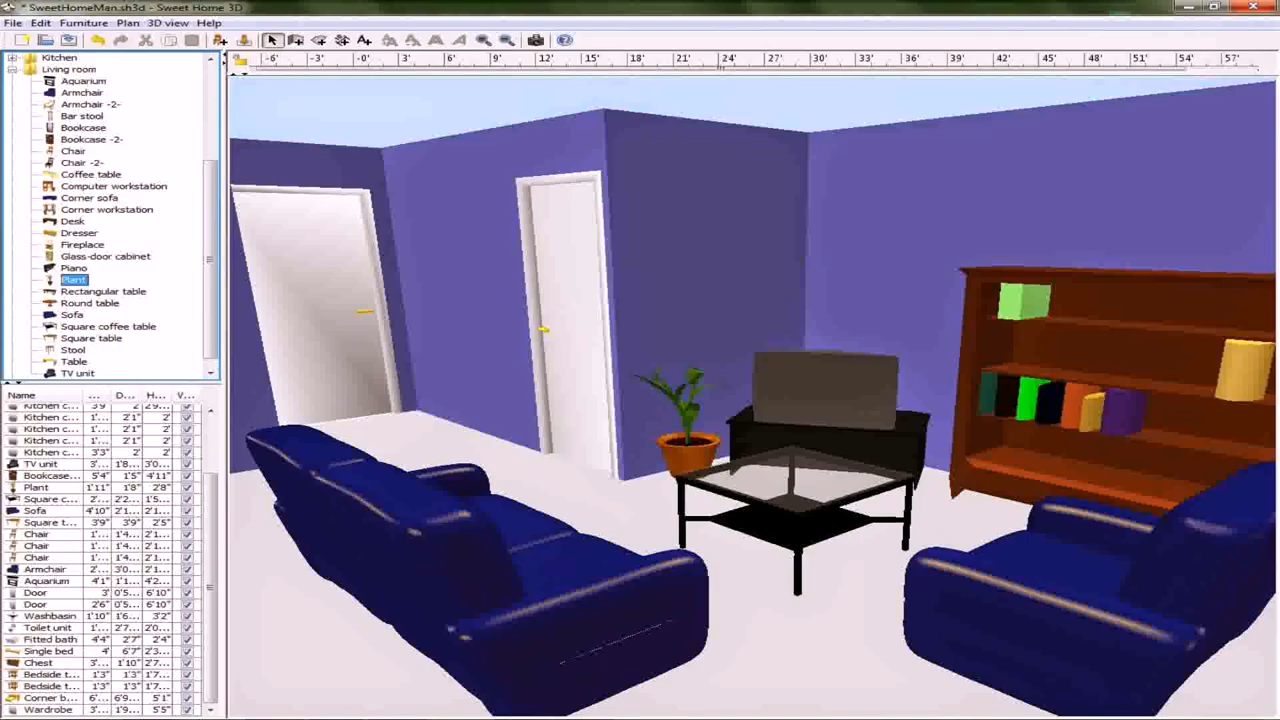 * SweetHomeMan.sh3d - Sweet Home 3D
File Edit Furniture Plan 3D view Help
-6' -3' -0' 3' 6' 9' 12' 15' 18' 21' 24' 27' 30' 33' 36' 39' 42' 45' 48' 51' 54' 57'
Kitchen
Living room
Aquarium
Armchair
Armchair -2-
Bar stool
Bookcase
Bookcase -2-
Chair
Chair -2-
Coffee table
Computer workstation
Corner sofa
Corner workstation
Desk
Dresser
Fireplace
Glass-door cabinet
Piano
Plant
Rectangular table
Round table
Sofa
Square coffee table
Square table
Stool
Table
TV unit
Name ... D... H... V...
Kitchen c... 3'9" 2' 29...
Kitchen c... 1'... 2'1" 2'
Kitchen c... 1'... 2'1" 2'
Kitchen c... 1'... 2'1" 2'
Kitchen c... 3'3" 2' 2'
TV unit 3'... 1'8... 3'0...
Bookcase... 5'4" 1'5" 4'11"
Plant 1'11" 1'8" 2'8"
Square c... 2'... 2'2... 1'5...
Sofa 4'10" 2'1... 2'1...
Square t... 3'9" 3'9" 2'5"
Chair 1'... 1'4... 2'1...
Chair 1'... 1'4... 2'1...
Chair 1'... 1'4... 2'1...
Armchair 2'... 3'0... 2'1...
Aquarium 4'1" 1'1... 4'2...
Door 3' 0'5... 6'10"
Door 2'6" 0'5... 6'10"
Washbasin 1'10" 1'6... 3'2"
Toilet unit 1'... 2'7... 2'0...
Fitted bath 4'4" 2'7" 2'4"
Single bed 4' 6'7" 2'3...
Chest 3'... 1'10" 2'7...
Bedside t... 1'3" 1'3" 1'7...
Bedside t... 1'3" 1'3" 1'7...
Corner b... 6'... 6'9... 5'1"
Wardrobe 3'... 1'9... 5'5"